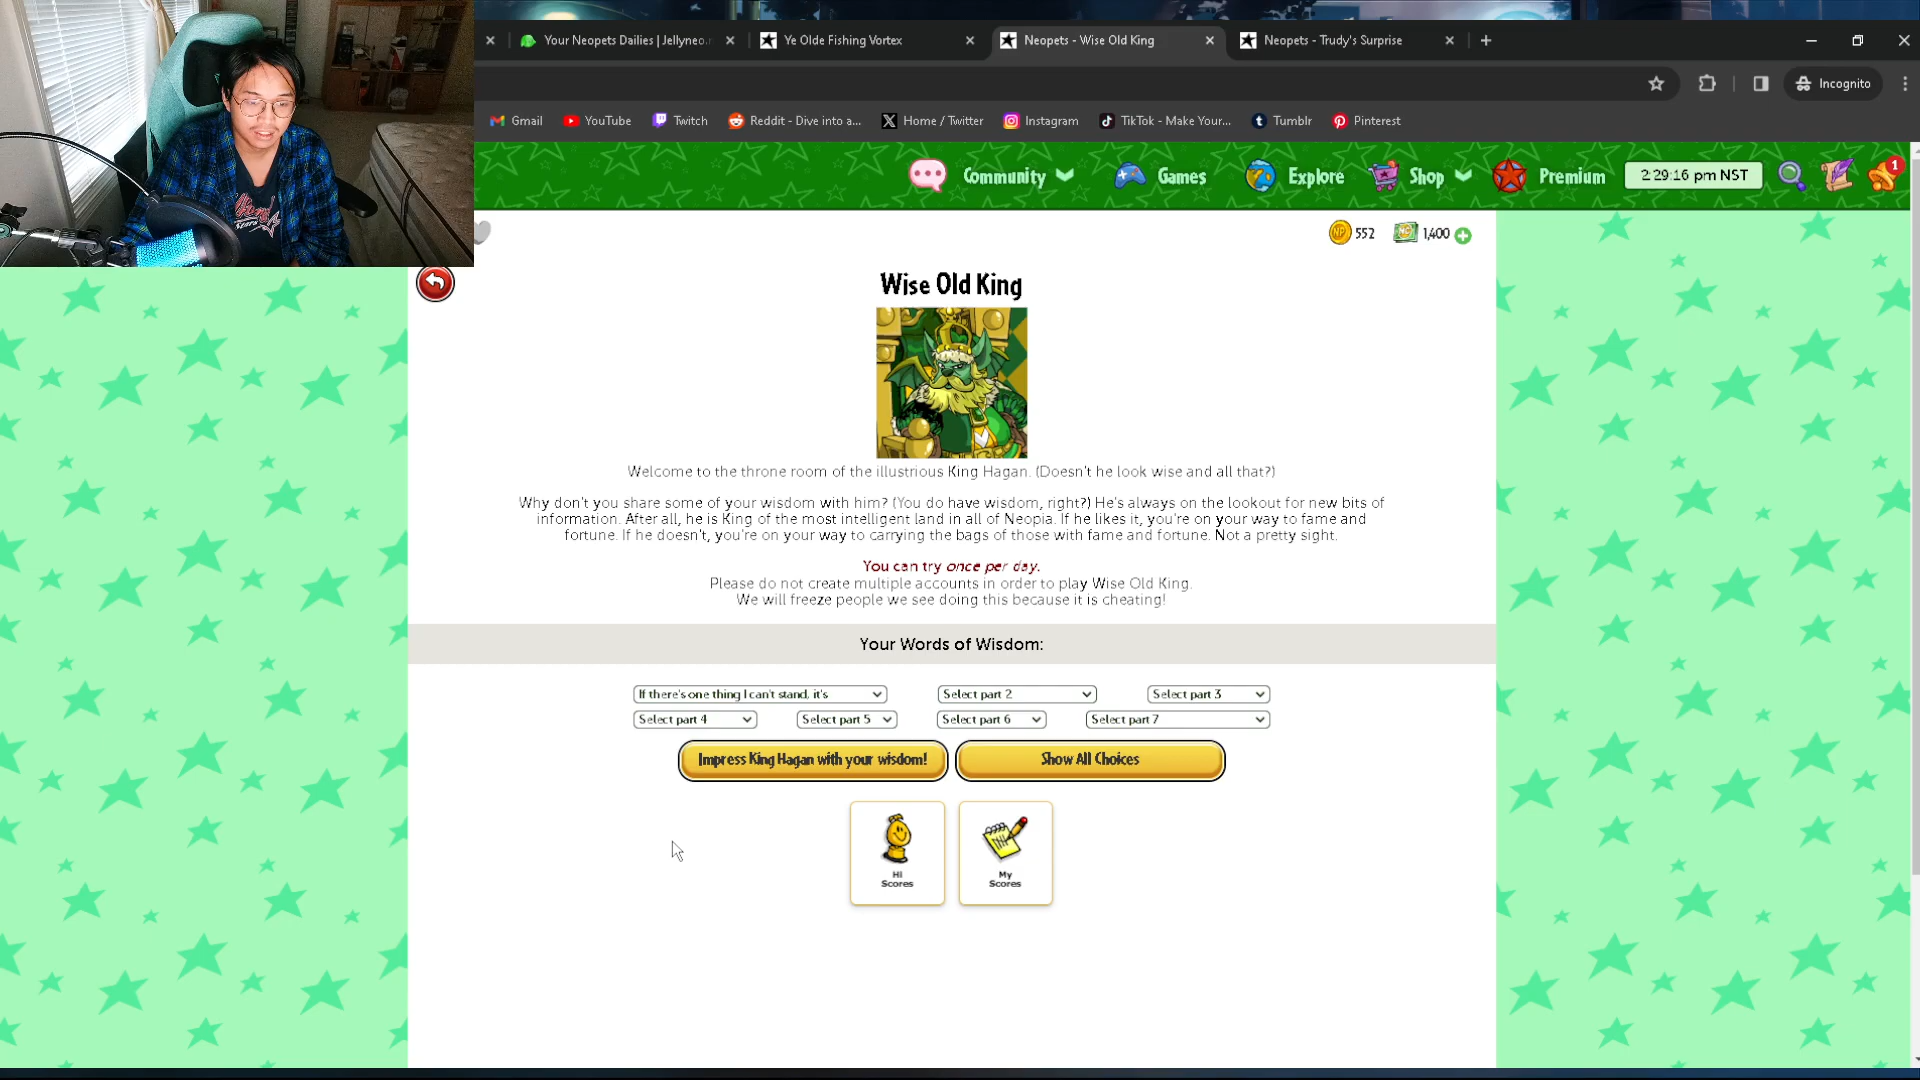 Your Neopets Dailies | Jellyneo.
Ye Olde Fishing Vortex
Neopets - Wise Old King
Neopets - Trudy's Surprise
Incognito
Gmail
YouTube
Twitch
Reddit - Dive into a...
Home / Twitter
Instagram
TikTok - Make Your...
Tumblr
Pinterest
Community
Games
Explore
Shop
Premium
2:29:16 pm NST
1
NP
552
NC
1,400
Wise Old King
Welcome to the throne room of the illustrious King Hagan. (Doesn't he look wise and all that?)
Why don't you share some of your wisdom with him? (You do have wisdom, right?) He's always on the lookout for new bits of
information. After all, he is King of the most intelligent land in all of Neopia. If he likes it, you're on your way to fame and
fortune. If he doesn't, you're on your way to carrying the bags of those with fame and fortune. Not a pretty sight.
You can try once per day.
Please do not create multiple accounts in order to play Wise Old King.
We will freeze people we see doing this because it is cheating!
Your Words of Wisdom:
If there's one thing I can't stand, it's
Select part 2
Select part 3
Select part 4
Select part 5
Select part 6
Select part 7
Impress King Hagan with your wisdom!
Show All Choices
Hi
Scores
My
Scores